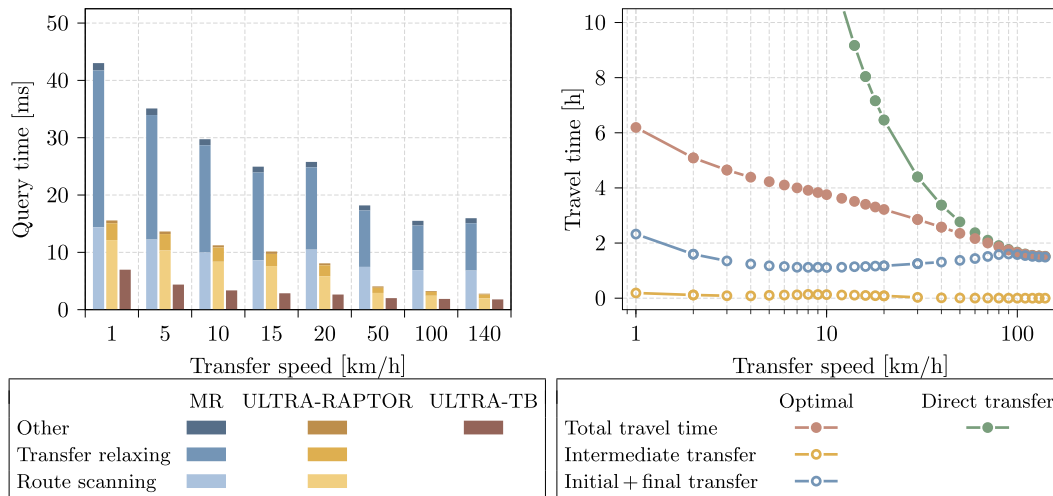 50
40
30
20
10
0
Query time [ms]
1 5 10 15 20 50 100 140
Transfer speed [km/h]
MR ULTRA-RAPTOR ULTRA-TB
Other
Transfer relaxing
Route scanning
10
8
6
4
2
0
Travel time [h]
1 10 100
Transfer speed [km/h]
Optimal Direct transfer
Total travel time
Intermediate transfer
Initial + final transfer